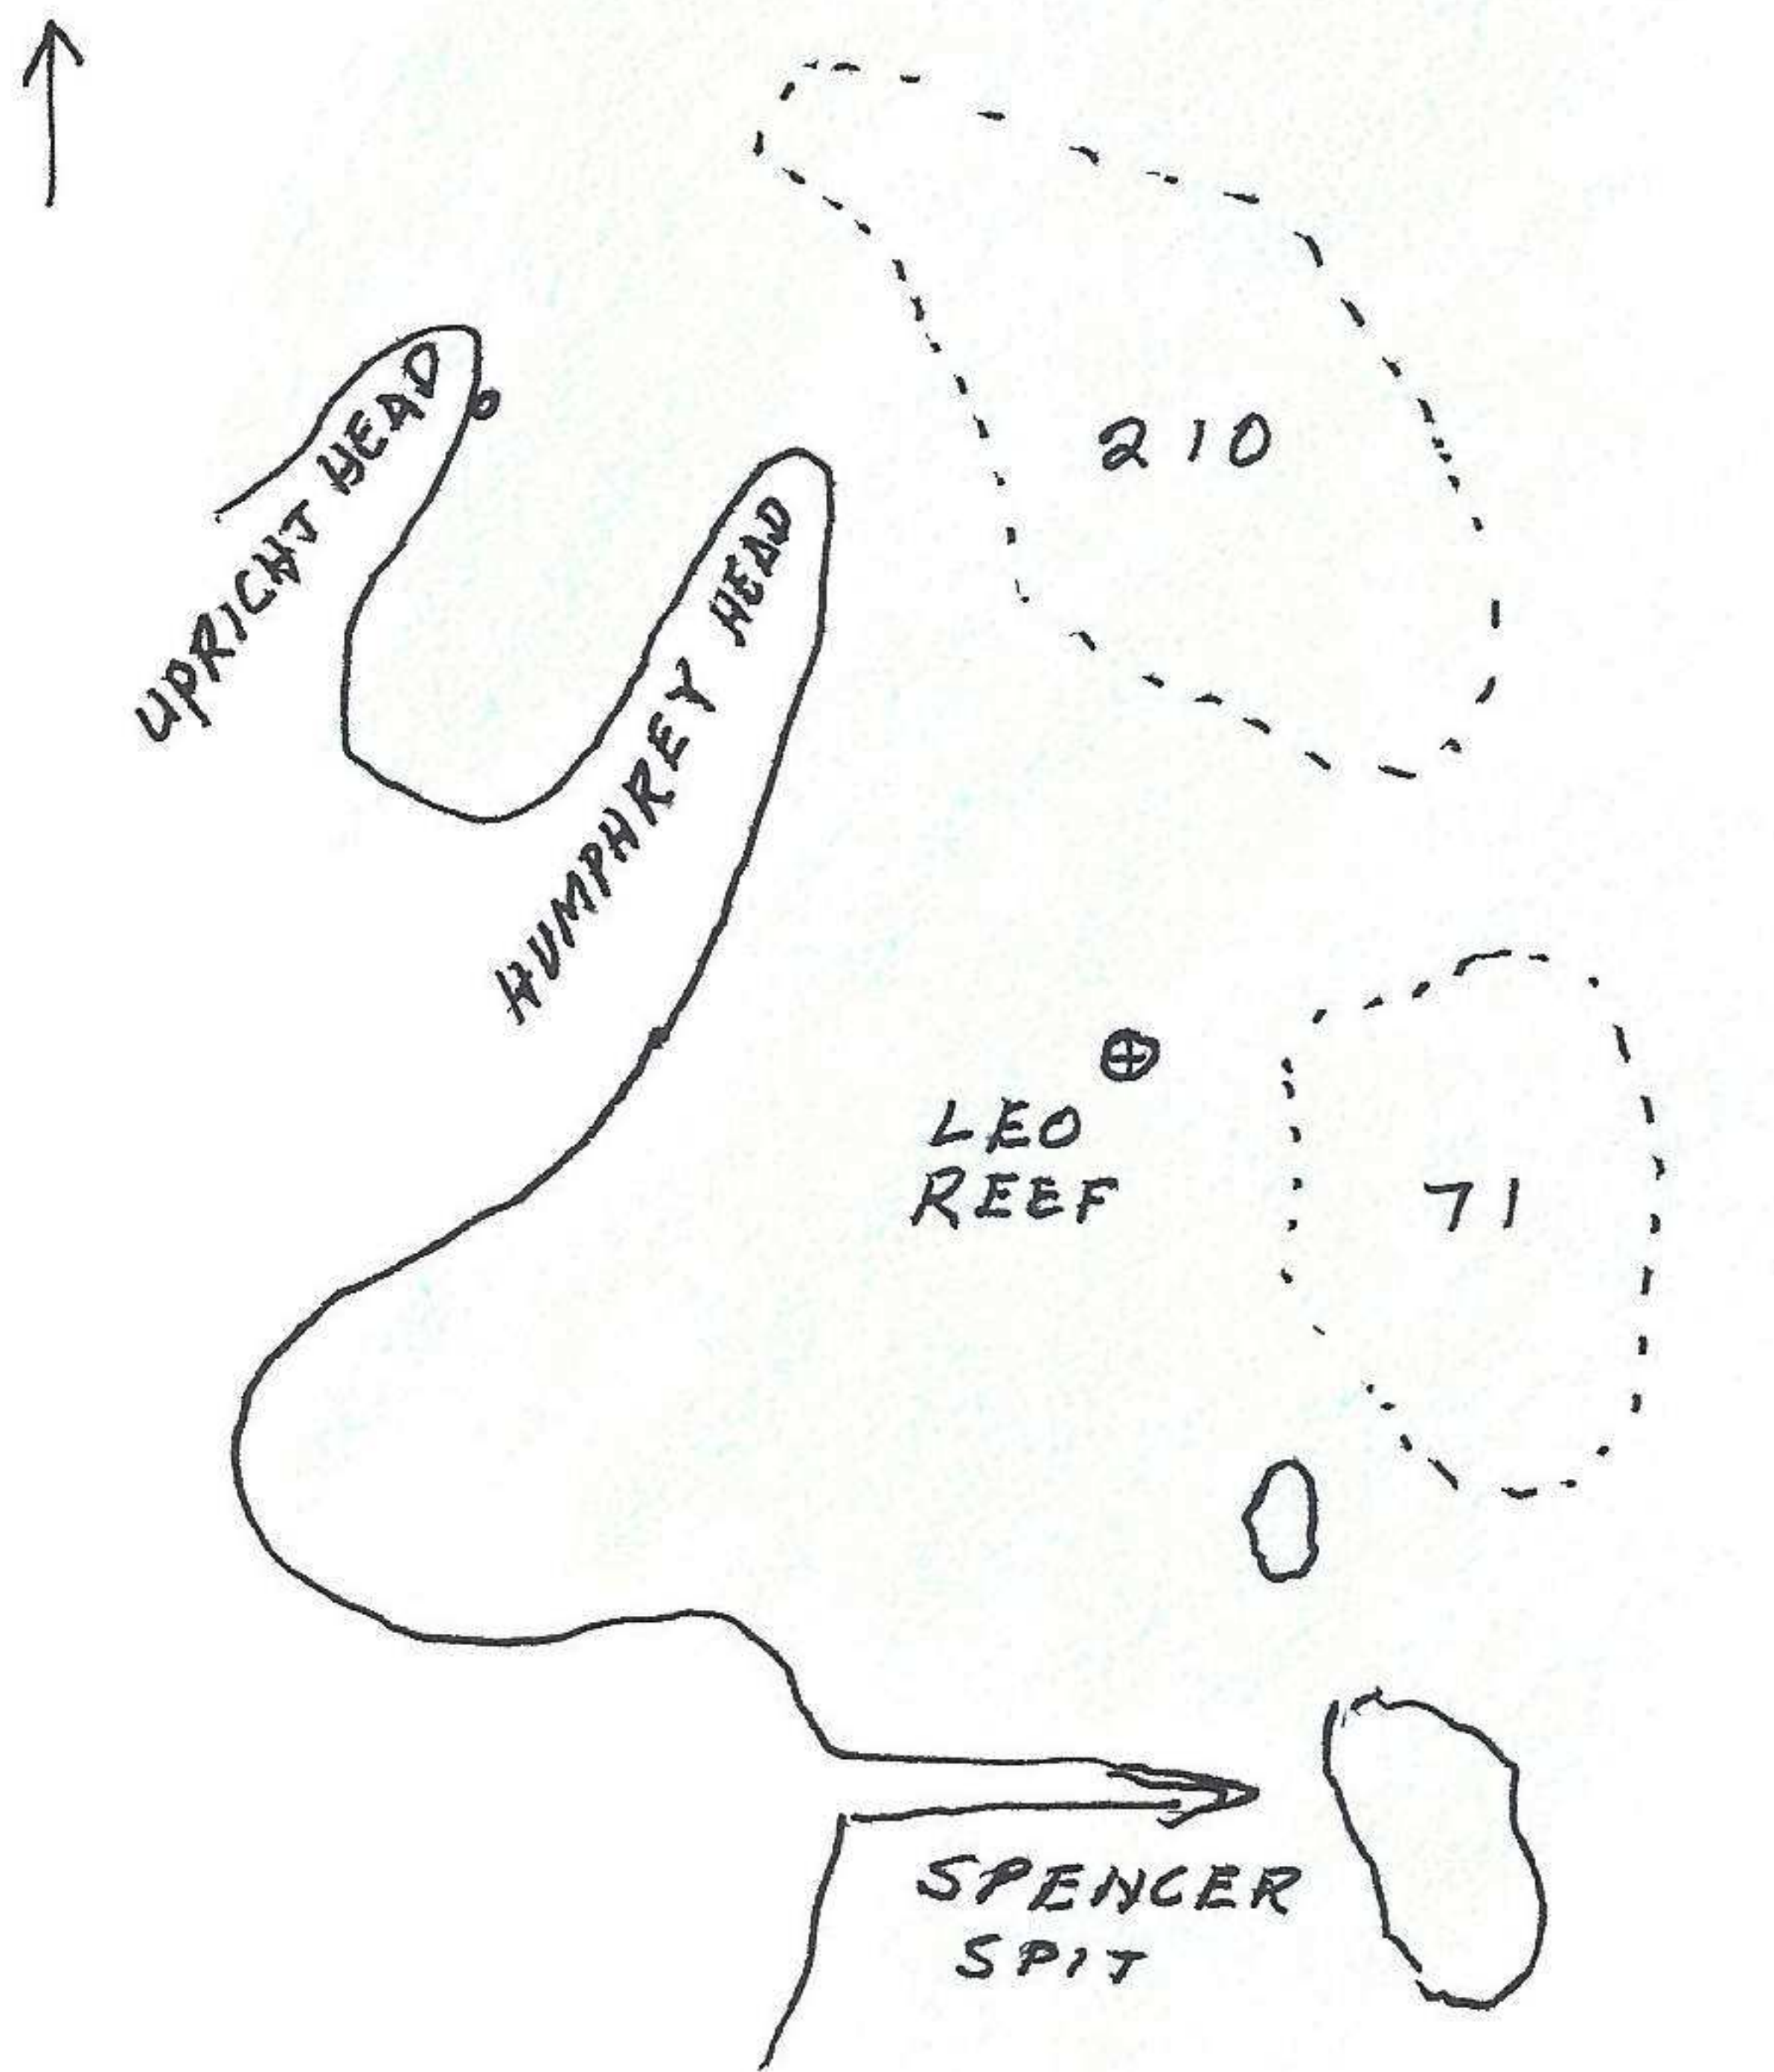 UPRIGHT HEAD
210
HUMPHREY HEAD
LEO
REEF
71
SPENCER
SPIT